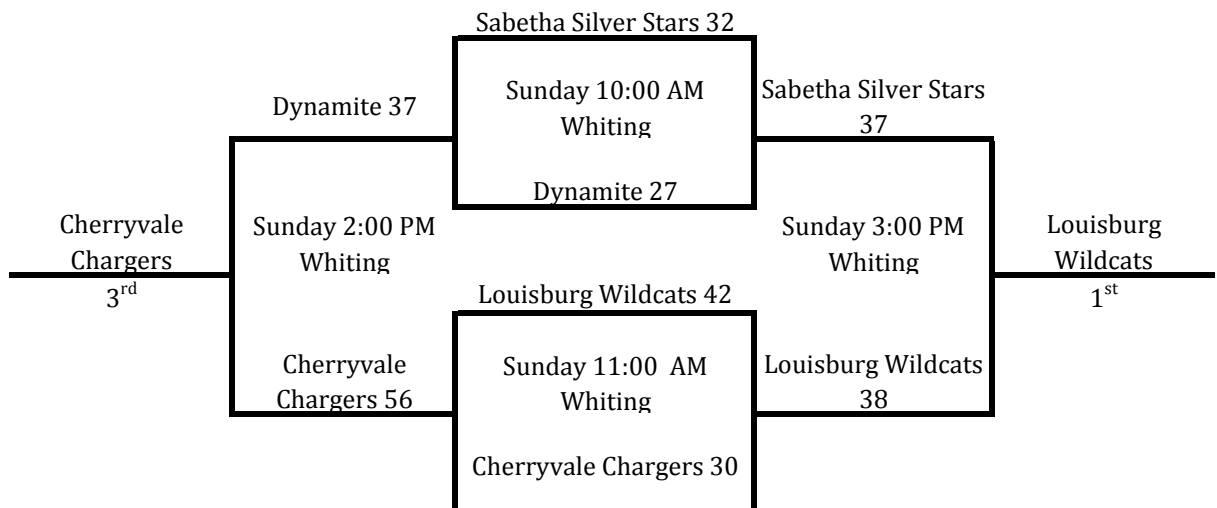 Sabetha Silver Stars 32
Dynamite 37
Sunday 10:00 AM
Whiting
Sabetha Silver Stars
37
Dynamite 27
Cherryvale
Chargers
3rd
Sunday 2:00 PM
Whiting
Sunday 3:00 PM
Whiting
Louisburg
Wildcats
1st
Louisburg Wildcats 42
Cherryvale
Chargers 56
Sunday 11:00  AM
Whiting
Louisburg Wildcats
38
Cherryvale Chargers 30